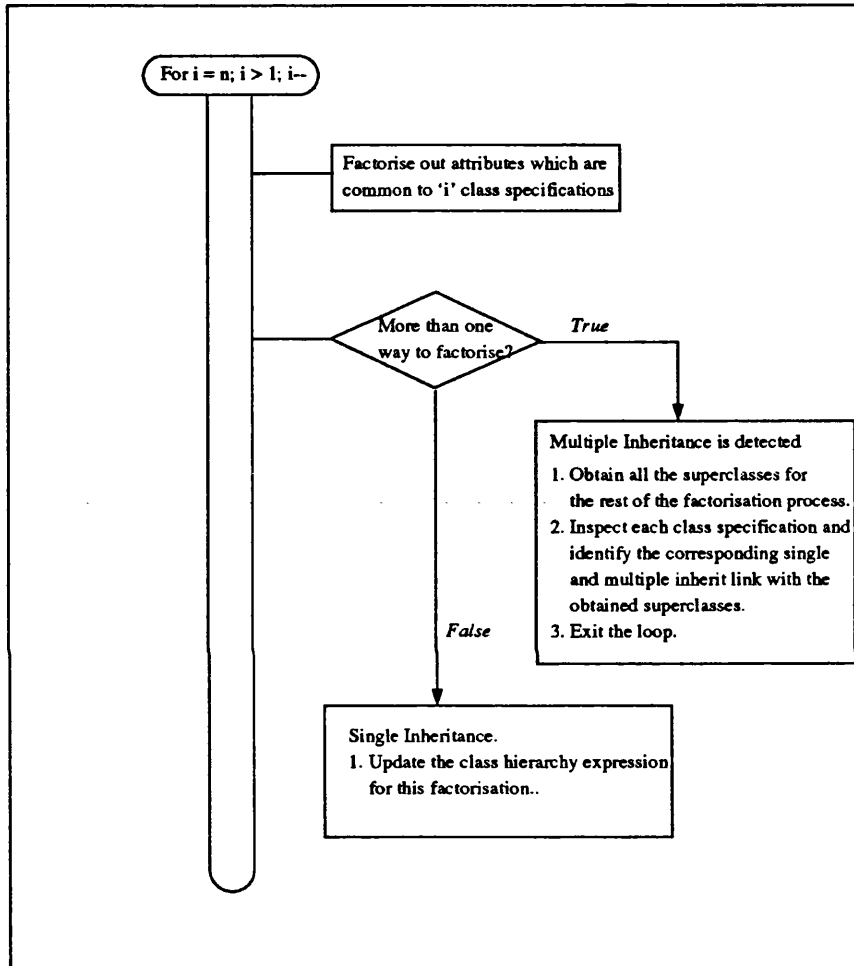 For i = n; i > 1; i--
Factorise out attributes which are
common to ‘i’ class specifications
More than one
way to factorise?
True
Multiple Inheritance is detected
1. Obtain all the superclasses for
the rest of the factorisation process.
2. Inspect each class specification and
identify the corresponding single
and multiple inherit link with the
obtained superclasses.
3. Exit the loop.
False
Single Inheritance.
1. Update the class hierarchy expression
for this factorisation..